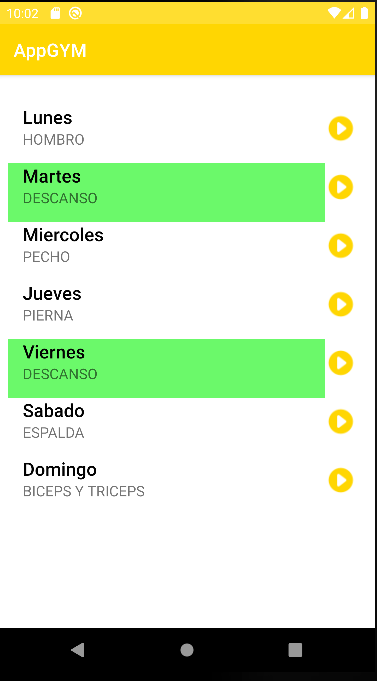 10:02
AppGYM
Lunes
HOMBRO
Martes
DESCANSO
Miercoles
PECHO
Jueves
PIERNA
Viernes
DESCANSO
Sabado
ESPALDA
Domingo
BICEPS Y TRICEPS